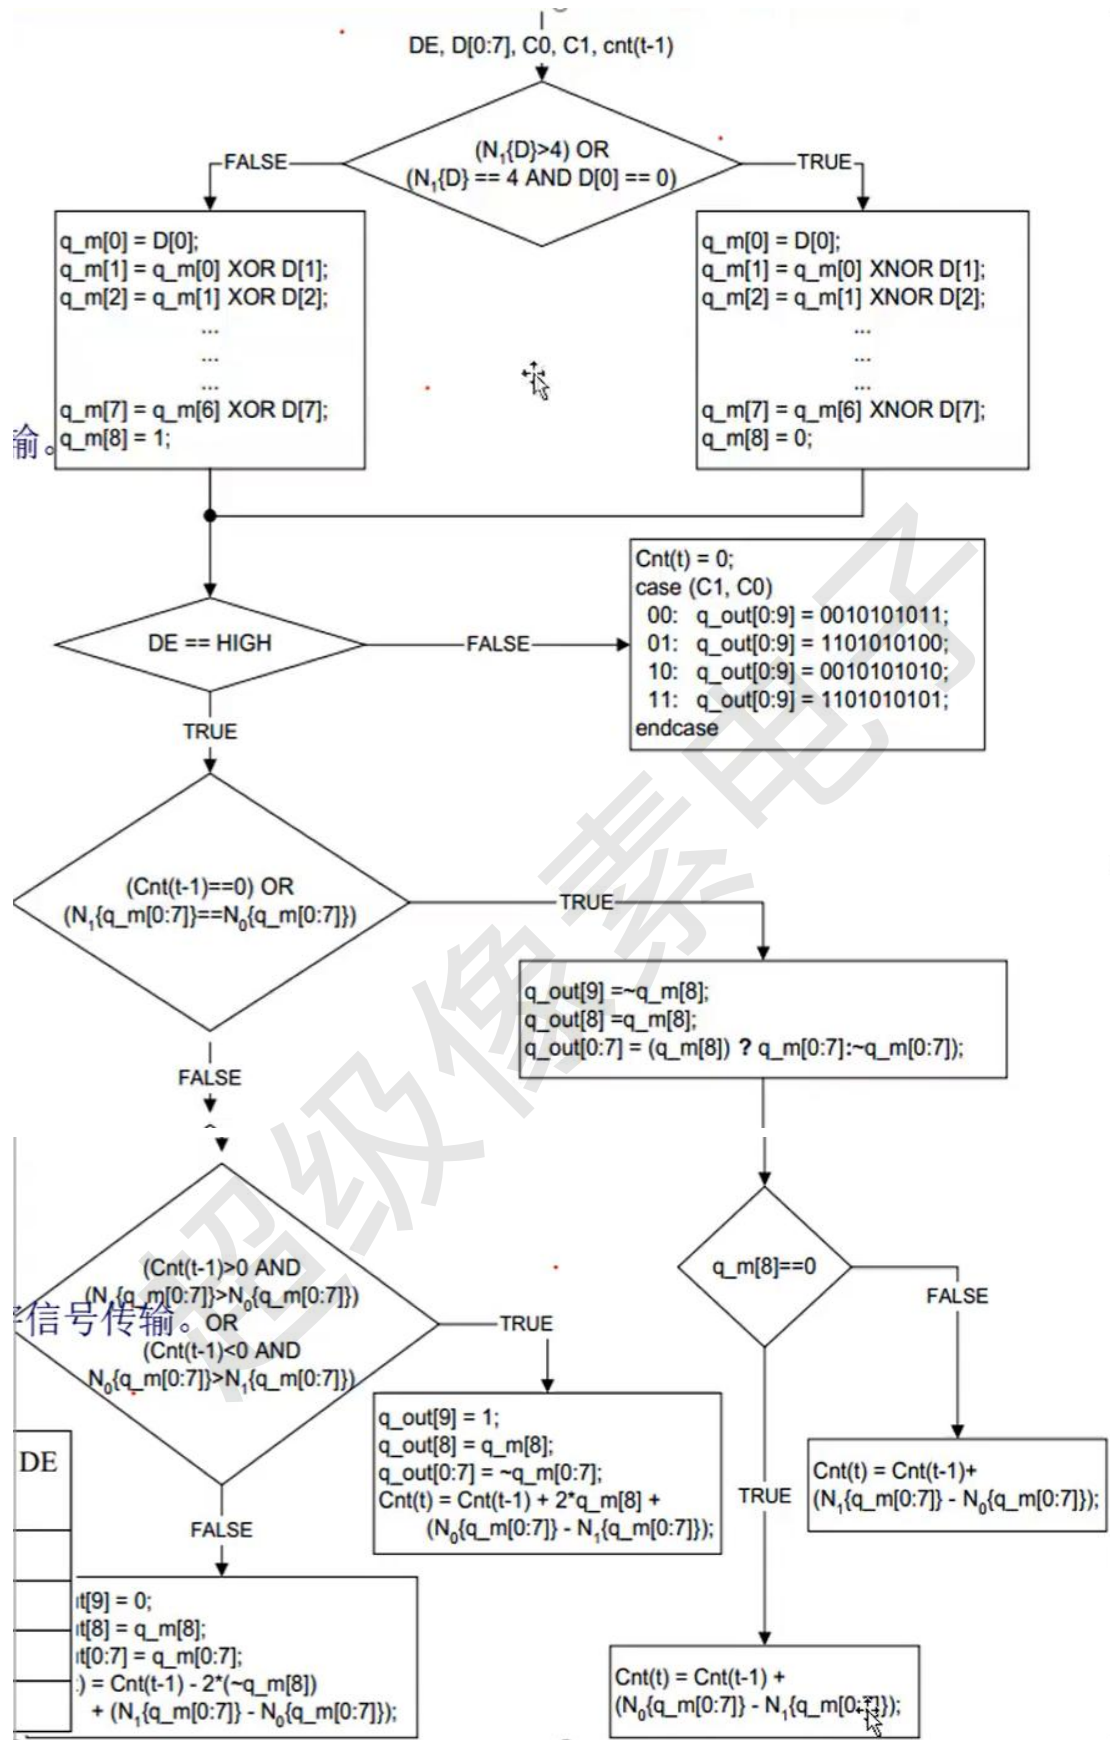 DE, D[0:7], C0, C1, cnt(t-1)
(N₁{D}>4) OR
(N₁{D} == 4 AND D[0] == 0)
FALSE
TRUE
q_m[0] = D[0];
q_m[1] = q_m[0] XOR D[1];
q_m[2] = q_m[1] XOR D[2];
...
...
...
q_m[7] = q_m[6] XOR D[7];
q_m[8] = 1;
q_m[0] = D[0];
q_m[1] = q_m[0] XNOR D[1];
q_m[2] = q_m[1] XNOR D[2];
...
...
...
q_m[7] = q_m[6] XNOR D[7];
q_m[8] = 0;
输。
DE == HIGH
FALSE
Cnt(t) = 0;
case (C1, C0)
00: q_out[0:9] = 0010101011;
01: q_out[0:9] = 1101010100;
10: q_out[0:9] = 0010101010;
11: q_out[0:9] = 1101010101;
endcase
TRUE
(Cnt(t-1)==0) OR
(N₁{q_m[0:7]}==N₀{q_m[0:7]})
TRUE
q_out[9] =~q_m[8];
q_out[8] =q_m[8];
q_out[0:7] = (q_m[8]) ? q_m[0:7]:~q_m[0:7]);
FALSE
(Cnt(t-1)>0 AND
(N₁{q_m[0:7]}>N₀{q_m[0:7]})
OR
(Cnt(t-1)<0 AND
N₀{q_m[0:7]}>N₁{q_m[0:7]})
信号传输。
TRUE
q_m[8]==0
FALSE
q_out[9] = 1;
q_out[8] = q_m[8];
q_out[0:7] = ~q_m[0:7];
Cnt(t) = Cnt(t-1) + 2*q_m[8] +
(N₀{q_m[0:7]} - N₁{q_m[0:7]});
Cnt(t) = Cnt(t-1)+
(N₁{q_m[0:7]} - N₀{q_m[0:7]});
DE
FALSE
TRUE
t[9] = 0;
t[8] = q_m[8];
t[0:7] = q_m[0:7];
) = Cnt(t-1) - 2*(~q_m[8])
+ (N₁{q_m[0:7]} - N₀{q_m[0:7]});
Cnt(t) = Cnt(t-1) +
(N₀{q_m[0:7]} - N₁{q_m[0:7]});
超级像素电子